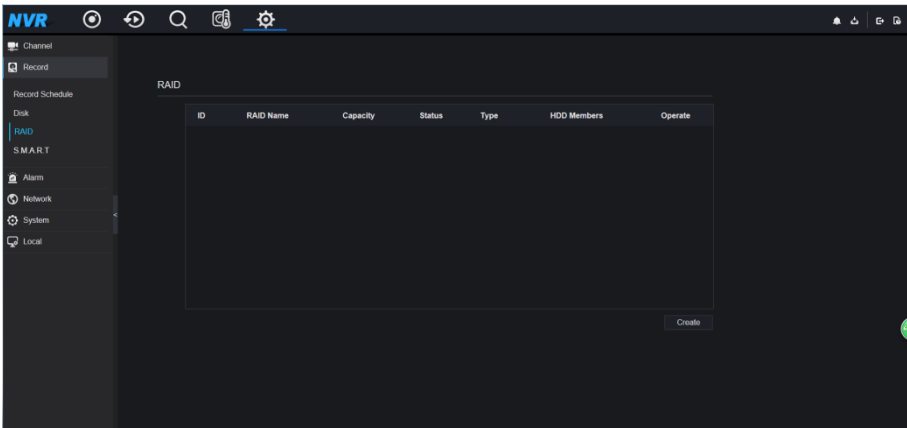 NVR
Channel
Record
Record Schedule
Disk
RAID
S.M.A.R.T
Alarm
Network
System
Local
RAID
ID RAID Name Capacity Status Type HDD Members Operate
Create